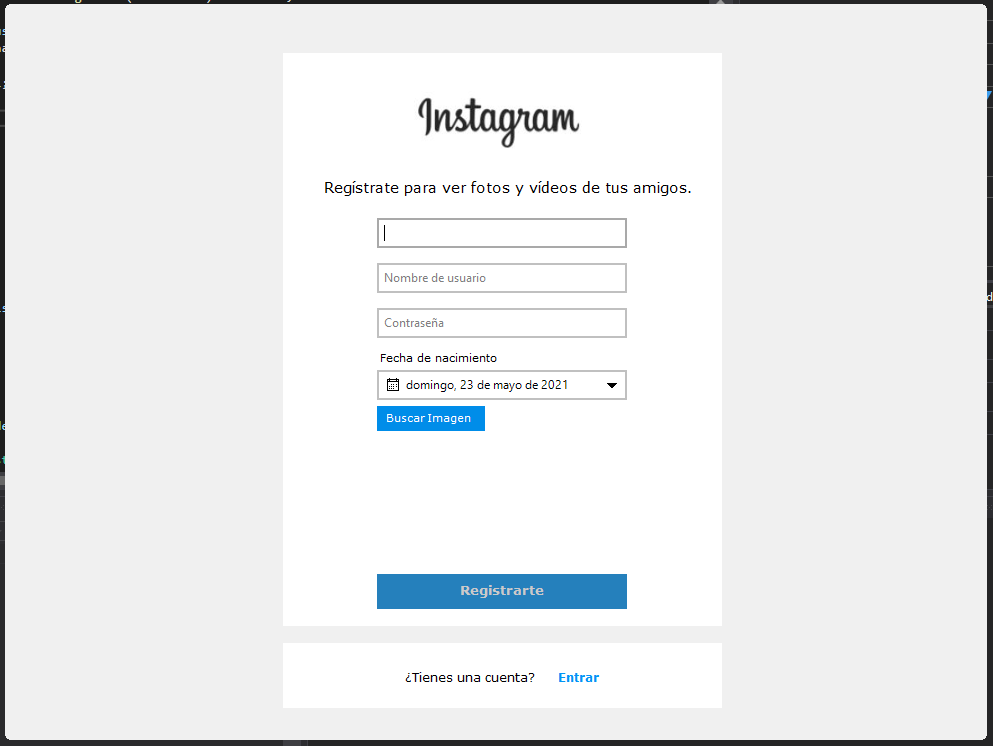 Instagram
Regístrate para ver fotos y vídeos de tus amigos.
Nombre de usuario
Contraseña
Fecha de nacimiento
domingo, 23 de mayo de 2021
Buscar Imagen
Registrarte
¿Tienes una cuenta? Entrar